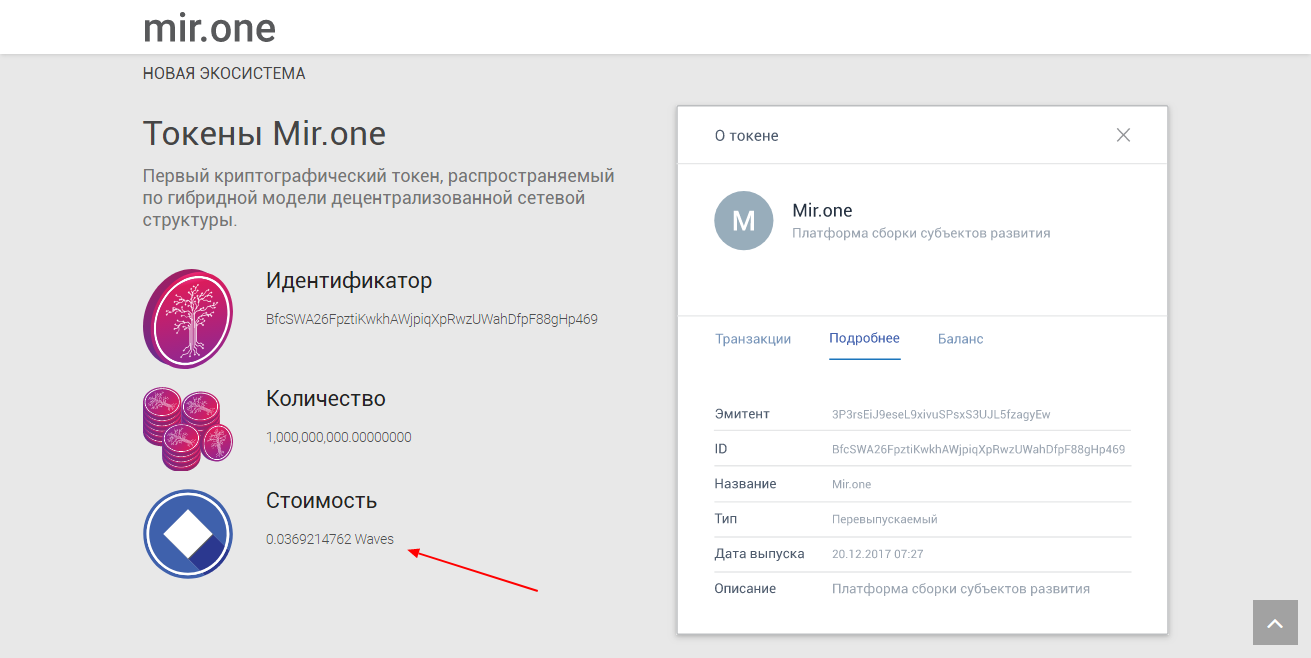 mir.one
НОВАЯ ЭКОСИСТЕМА
Токены Mir.one
Первый криптографический токен, распространяемый
по гибридной модели децентрализованной сетевой
структуры.
Идентификатор
BfcSWA26FpztiKwkhAWjpiqXpRwzUWahDfpF88gHp469
Количество
1,000,000,000.00000000
Стоимость
0.0369214762 Waves
О токене
M
Mir.one
Платформа сборки субъектов развития
Транзакции Подробнее Баланс
Эмитент 3P3rsEiJ9eseL9xivuSPsxS3UJL5fzagyEw
ID BfcSWA26FpztiKwkhAWjpiqXpRwzUWahDfpF88gHp469
Название Mir.one
Тип Перевыпускаемый
Дата выпуска 20.12.2017 07:27
Описание Платформа сборки субъектов развития